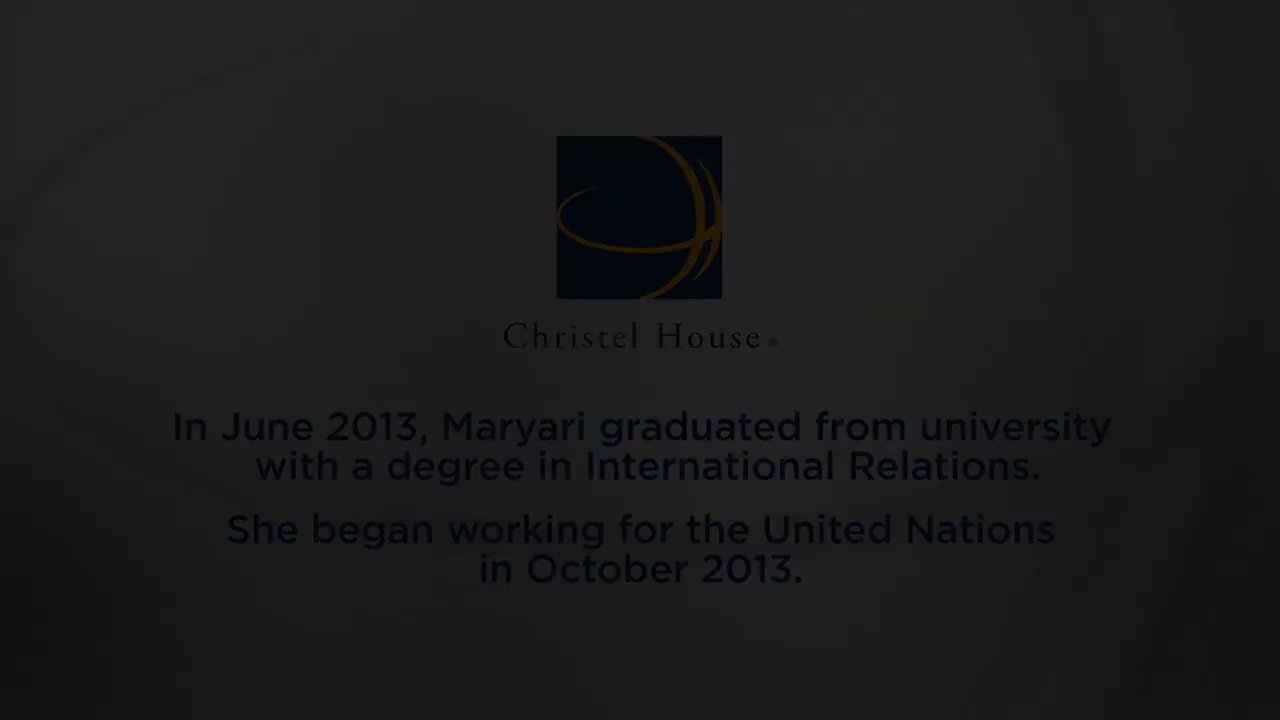 Christel House
In June 2013, Maryari graduated from university
with a degree in International Relations.
She began working for the United Nations
in October 2013.